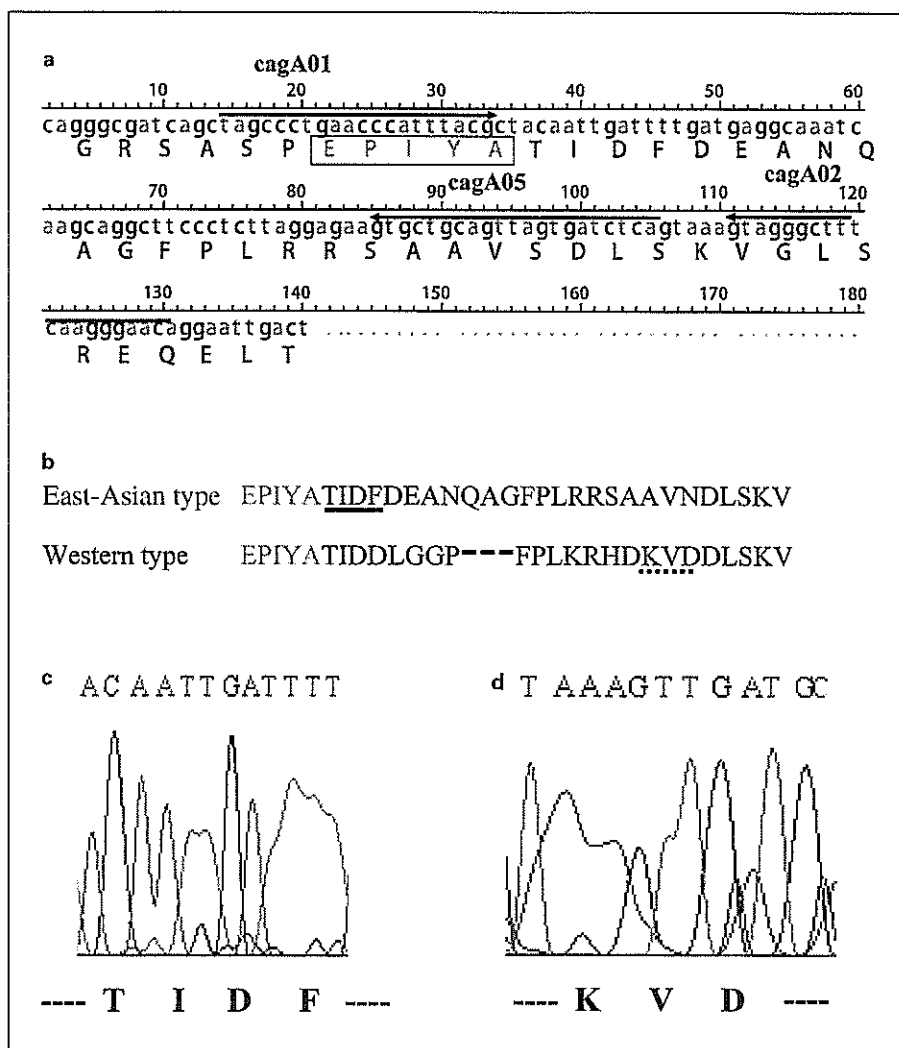 a
cagA01
10 20 30 40 50 60
cagggcgatcagctagccctgaacccatttacgctacaattgattttgatgaggcaaatc
G R S A S P E P I Y A T I D F D E A N Q
cagA05 cagA02
70 80 90 100 110 120
aagcaggcttccctcttaggagaagtgctgcagttagtgatctcagtaaagtagggcttt
A G F P L R R S A A V S D L S K V G L S
130 140 150 160 170 180
caagggaacaggaattgact
R E Q E L T
b
East-Asian type EPIYATIDFDEANQAGFPLRRSAAVNDLSKV
Western type EPIYATIDDLGGP---FPLKRHDKVDDLSKV
c ACAATTGATTTT d TAAAGTTGATGC
---- T I D F ---- ---- K V D ----